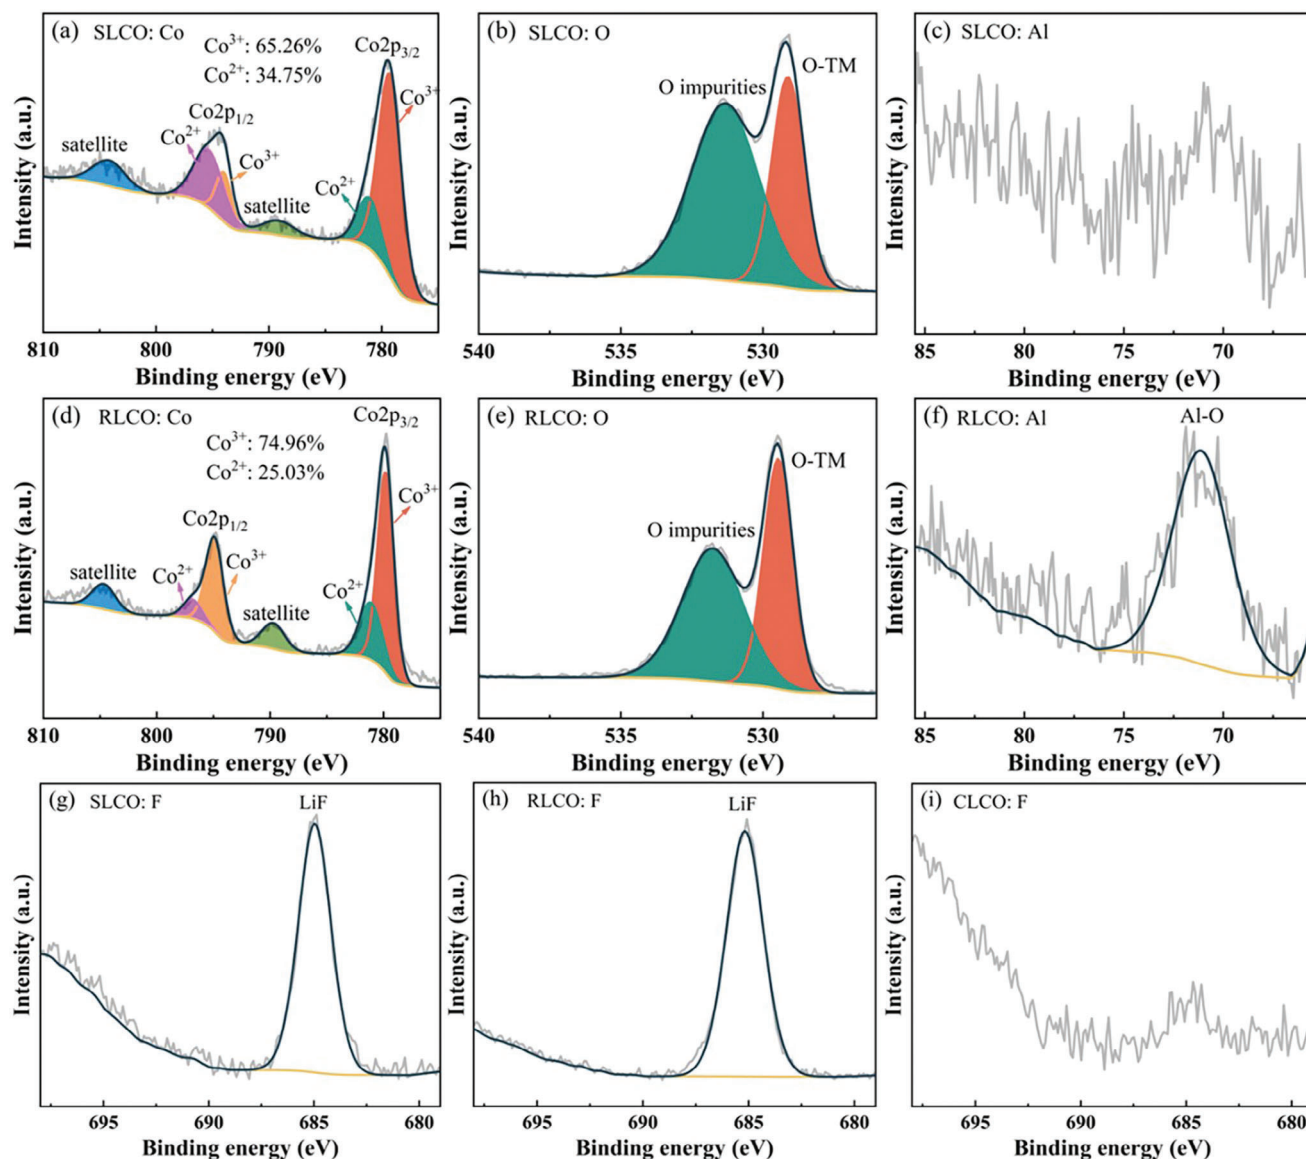 (a) SLCO: Co
Co³⁺: 65.26%
Co²⁺: 34.75%
Co2p₃/₂
Co³⁺
Co2p₁/₂
Co²⁺
Co³⁺
satellite
satellite
Co²⁺
Intensity (a.u.)
810 800 790 780
Binding energy (eV)
(b) SLCO: O
O-TM
O impurities
Intensity (a.u.)
540 535 530
Binding energy (eV)
(c) SLCO: Al
Intensity (a.u.)
85 80 75 70
Binding energy (eV)
(d) RLCO: Co
Co2p₃/₂
Co³⁺: 74.96%
Co²⁺: 25.03%
Co³⁺
Co2p₁/₂
Co³⁺
satellite
Co²⁺
satellite
Co²⁺
Intensity (a.u.)
810 800 790 780
Binding energy (eV)
(e) RLCO: O
O-TM
O impurities
Intensity (a.u.)
540 535 530
Binding energy (eV)
(f) RLCO: Al
Al-O
Intensity (a.u.)
85 80 75 70
Binding energy (eV)
(g) SLCO: F
LiF
Intensity (a.u.)
695 690 685 680
Binding energy (eV)
(h) RLCO: F
LiF
Intensity (a.u.)
695 690 685 680
Binding energy (eV)
(i) CLCO: F
Intensity (a.u.)
695 690 685 680
Binding energy (eV)